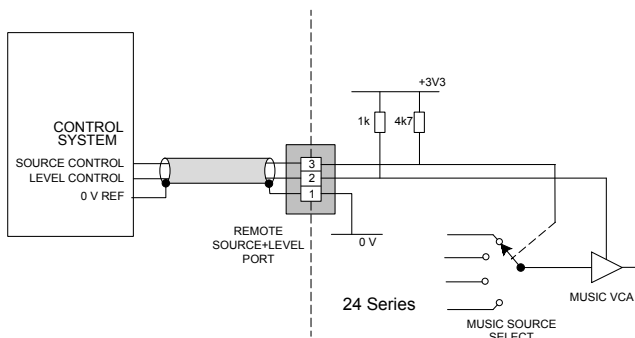 +3V3
1k
4k7
CONTROL
SYSTEM
SOURCE CONTROL
LEVEL CONTROL
0 V REF
3
2
1
REMOTE
SOURCE+LEVEL
PORT
0 V
24 Series
MUSIC VCA
MUSIC SOURCE
SELECT